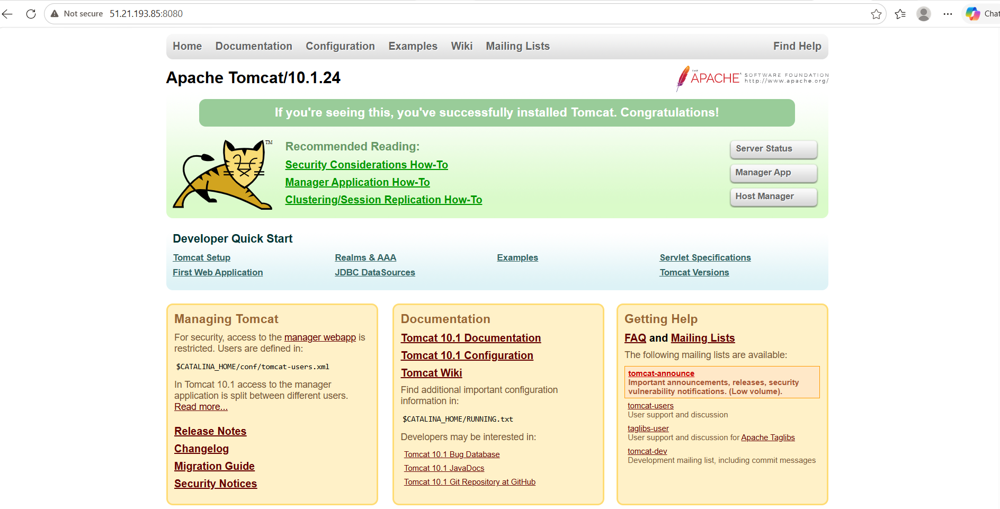 Not secure 51.21.193.85:8080
Chat
Home Documentation Configuration Examples Wiki Mailing Lists Find Help
Apache Tomcat/10.1.24
THE APACHE® SOFTWARE FOUNDATION
http://www.apache.org/
If you're seeing this, you've successfully installed Tomcat. Congratulations!
TM
Recommended Reading:
Security Considerations How-To
Manager Application How-To
Clustering/Session Replication How-To
Server Status
Manager App
Host Manager
Developer Quick Start
Tomcat Setup
First Web Application
Realms & AAA
JDBC DataSources
Examples
Servlet Specifications
Tomcat Versions
Managing Tomcat
For security, access to the manager webapp is
restricted. Users are defined in:
$CATALINA_HOME/conf/tomcat-users.xml
In Tomcat 10.1 access to the manager
application is split between different users.
Read more...
Release Notes
Changelog
Migration Guide
Security Notices
Documentation
Tomcat 10.1 Documentation
Tomcat 10.1 Configuration
Tomcat Wiki
Find additional important configuration
information in:
$CATALINA_HOME/RUNNING.txt
Developers may be interested in:
Tomcat 10.1 Bug Database
Tomcat 10.1 JavaDocs
Tomcat 10.1 Git Repository at GitHub
Getting Help
FAQ and Mailing Lists
The following mailing lists are available:
tomcat-announce
Important announcements, releases, security
vulnerability notifications. (Low volume).
tomcat-users
User support and discussion
taglibs-user
User support and discussion for Apache Taglibs
tomcat-dev
Development mailing list, including commit messages